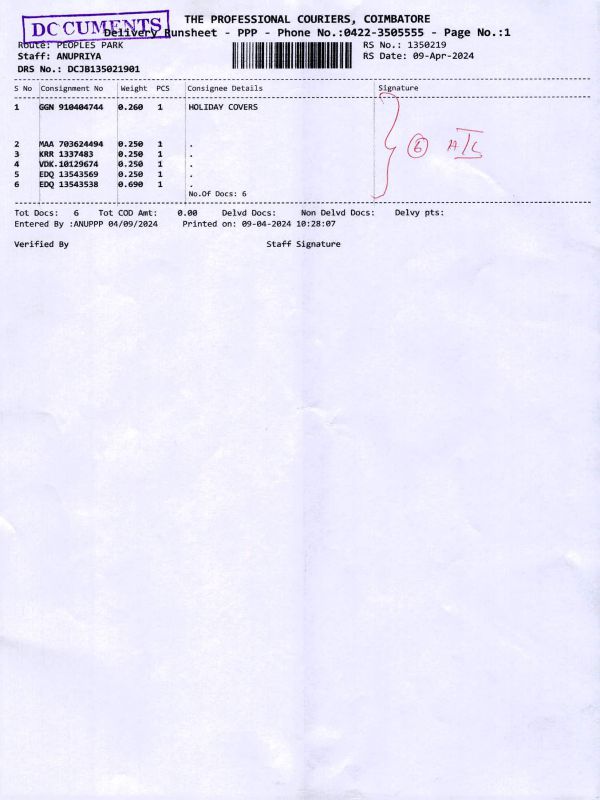 THE PROFESSIONAL COURIERS, COIMBATORE
DOCUMENTS
Delivery Runsheet - PPP - Phone No.:0422-3505555 - Page No.:1
Route: PEOPLES PARK
RS No.: 1350219
Staff: ANUPRIYA
RS Date: 09-Apr-2024
DRS No.: DCJB135021901
S No Consignment No Weight PCS Consignee Details Signature
1 GGN 910404744 0.260 1 HOLIDAY COVERS
2 MAA 703624494 0.250 1 .
3 KRR 1337483 0.250 1 .
4 VDK.10129674 0.250 1 .
5 EDQ 13543569 0.250 1 .
6 EDQ 13543538 0.690 1 .
6
No.Of Docs: 6
Tot Docs: 6 Tot COD Amt: 0.00 Delvd Docs: Non Delvd Docs: Delvy pts:
Entered By :ANUPPP 04/09/2024 Printed on: 09-04-2024 10:28:07
Verified By Staff Signature